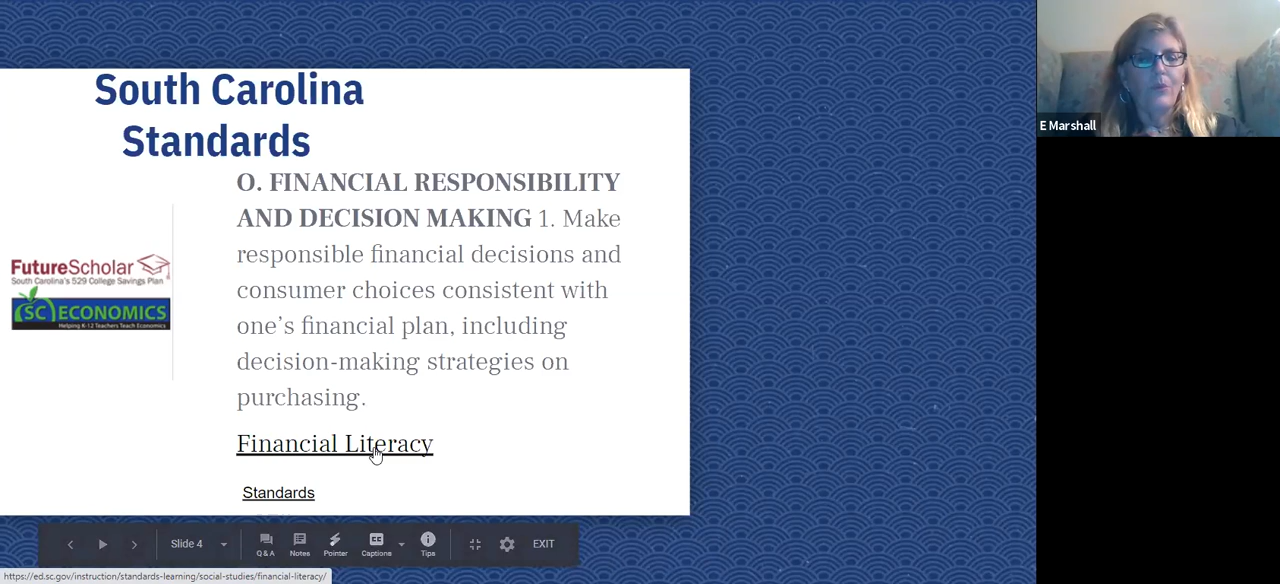 South Carolina
Standards
O. FINANCIAL RESPONSIBILITY
AND DECISION MAKING 1. Make
responsible financial decisions and
consumer choices consistent with
one's financial plan, including
decision-making strategies on
purchasing.
Financial Literacy
Standards
FutureScholar
South Carolina's 529 College Savings Plan
SC ECONOMICS
Helping K-12 Teachers Teach Economics
E Marshall
Slide 4
Q & A
Notes
Pointer
CC
Captions
Tips
EXIT
https://ed.sc.gov/instruction/standards-learning/social-studies/financial-literacy/